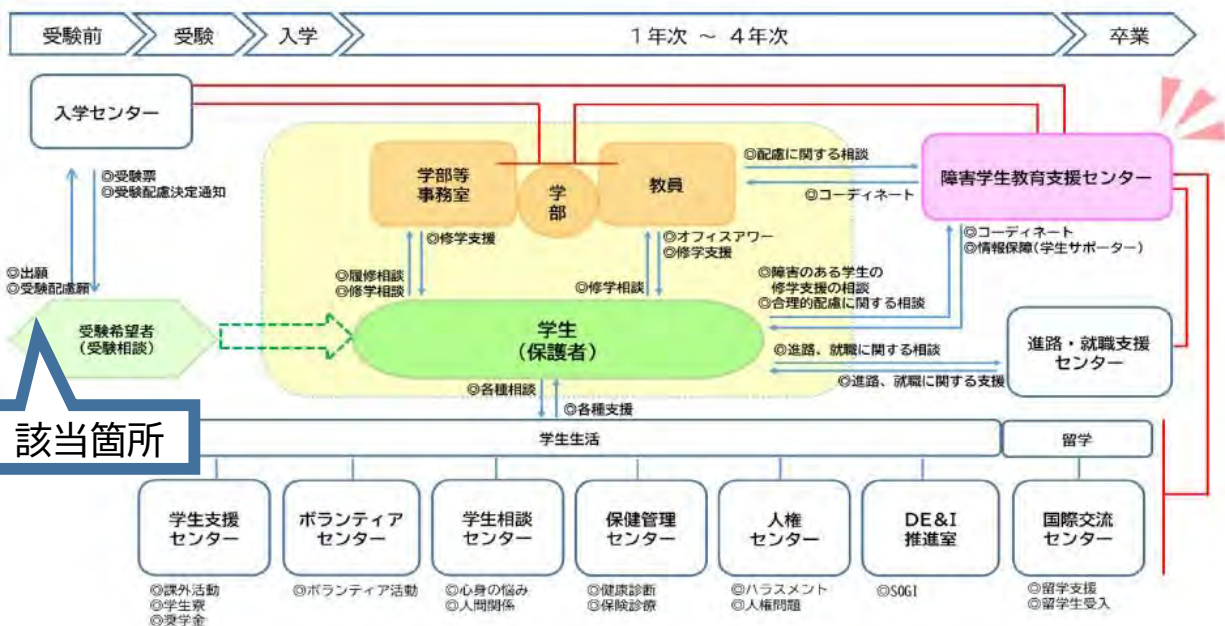 受験前
受験
入学
1年次 ~ 4年次
卒業
入学センター
◎受験票
◎受験配慮決定通知
◎出願
◎受験配慮願
受験希望者
(受験相談)
該当箇所
学部等
事務室
学
部
教員
◎配慮に関する相談
◎コーディネート
障害学生教育支援センター
◎修学支援
◎履修相談
◎修学相談
◎オフィスアワー
◎修学支援
◎修学相談
◎コーディネート
◎情報保障(学生サポーター)
◎障害のある学生の
修学支援の相談
◎合理的配慮に関する相談
学生
(保護者)
◎進路、就職に関する相談
◎進路、就職に関する支援
進路・就職支援
センター
◎各種相談
◎各種支援
学生生活
留学
学生支援
センター
◎課外活動
◎学生寮
◎奨学金
ボランティア
センター
◎ボランティア活動
学生相談
センター
◎心身の悩み
◎人間関係
保健管理
センター
◎健康診断
◎保険診療
人権
センター
◎ハラスメント
◎人権問題
DE&I
推進室
◎SOGI
国際交流
センター
◎留学支援
◎留学生受入